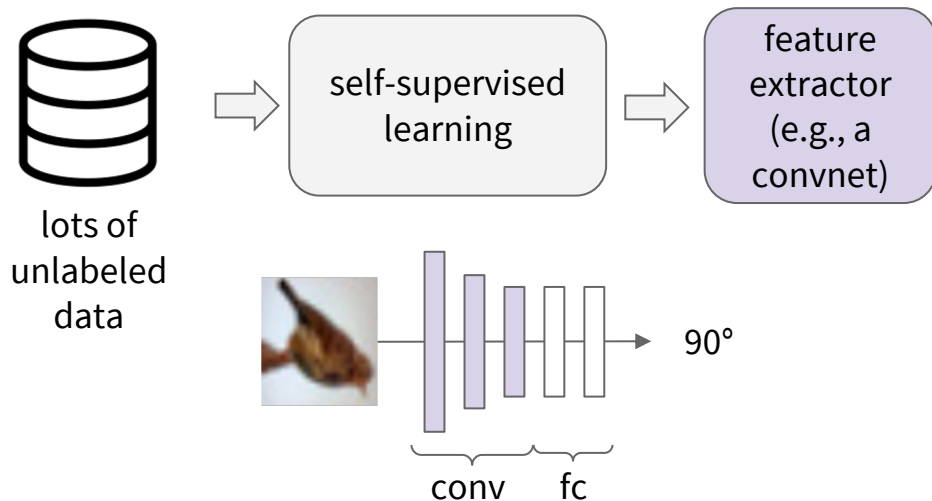 lots of
unlabeled
data
self-supervised
learning
feature
extractor
(e.g., a
convnet)
90°
conv
fc